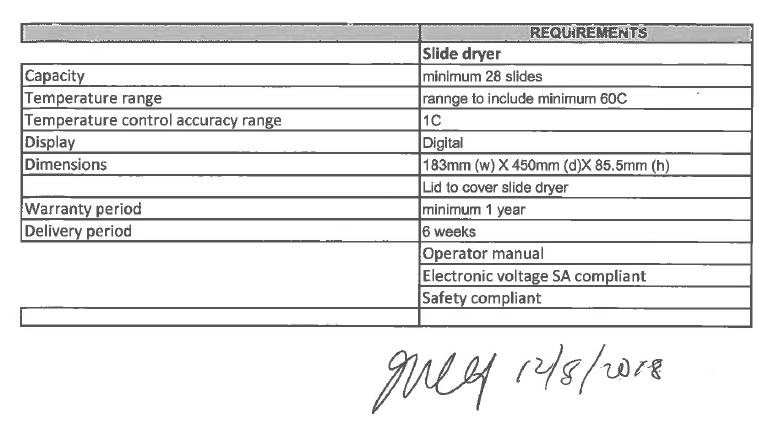 REQUIREMENTS
Slide dryer
Capacity minimum 28 slides
Temperature range rannge to include minimum 60C
Temperature control accuracy range 1C
Display Digital
Dimensions 183mm (w) X 450mm (d)X 85.5mm (h)
Lid to cover slide dryer
Warranty period minimum 1 year
Delivery period 6 weeks
Operator manual
Electronic voltage SA compliant
Safety compliant
12/8/2018